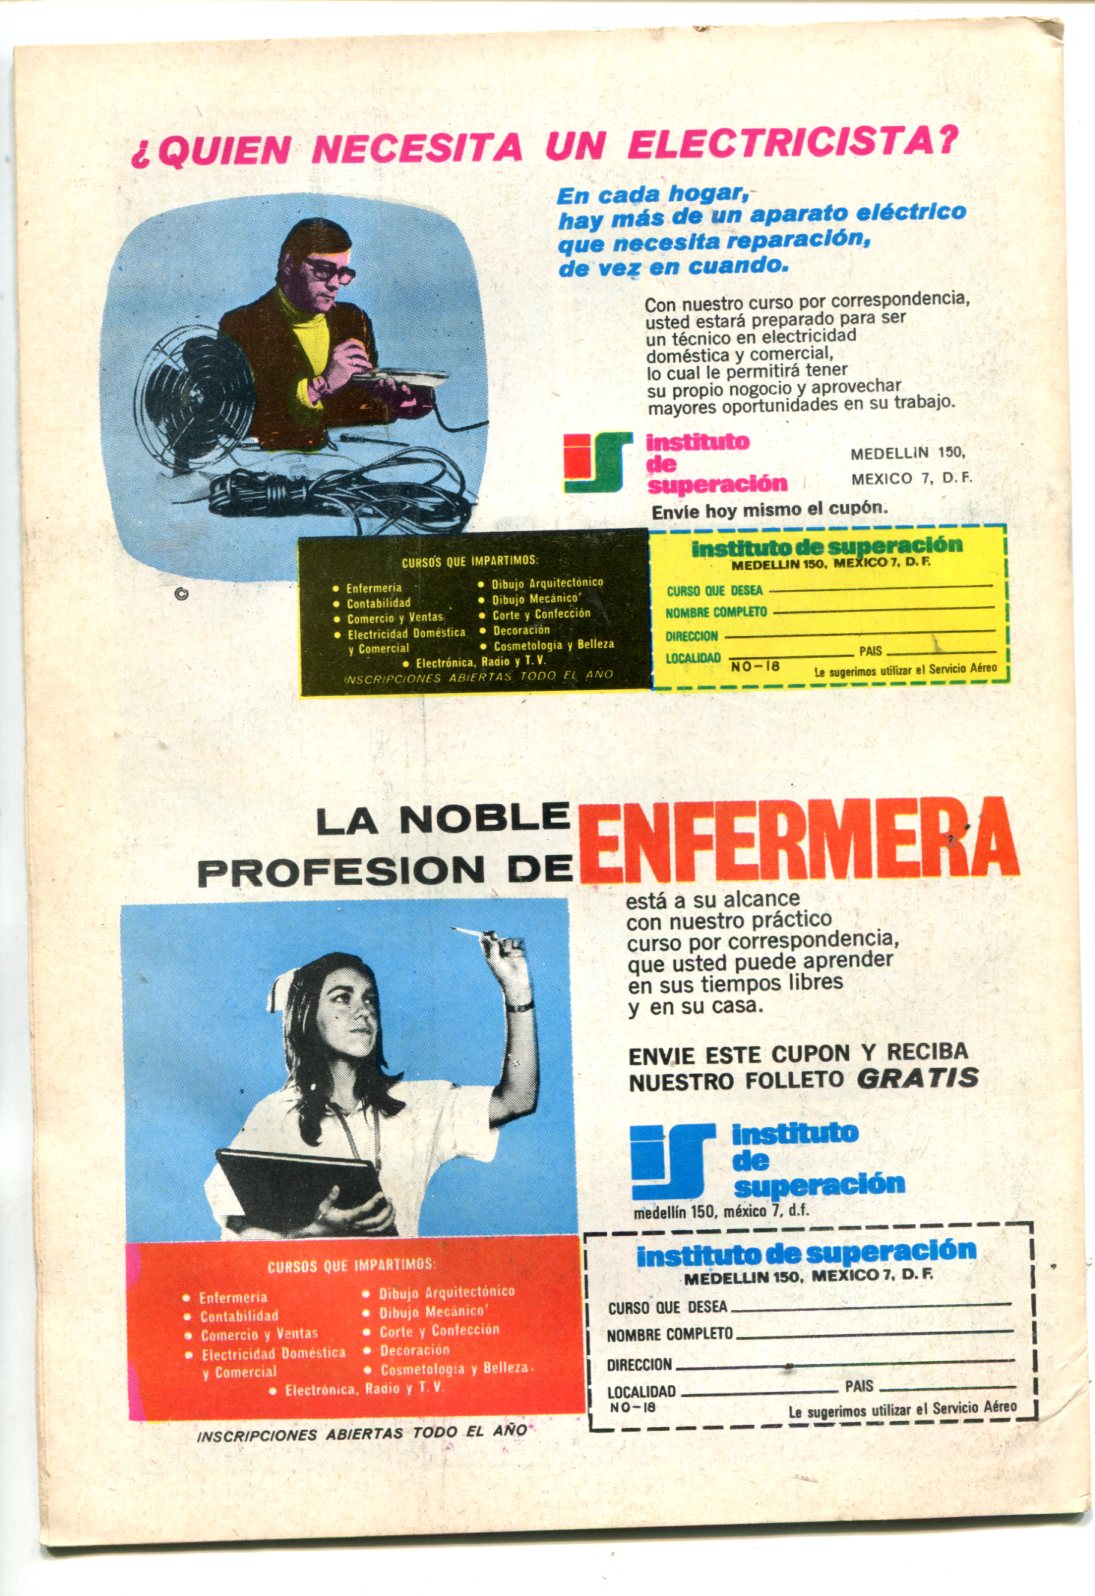 ¿QUIEN NECESITA UN ELECTRICISTA?
En cada hogar,
hay más de un aparato eléctrico
que necesita reparación,
de vez en cuando.
Con nuestro curso por correspondencia,
usted estará preparado para ser
un técnico en electricidad
doméstica y comercial,
lo cual le permitirá tener
su propio nogocio y aprovechar
mayores oportunidades en su trabajo.
is
instituto
de
superación
MEDELLIN 150,
MEXICO 7, D.F.
Envíe hoy mismo el cupón.
©
CURSOS QUE IMPARTIMOS:
• Enfermería
• Contabilidad
• Comercio y Ventas
• Electricidad Doméstica
y Comercial
• Dibujo Arquitectónico
• Dibujo Mecánico
• Corte y Confección
• Decoración
• Cosmetología y Belleza
• Electrónica, Radio y T.V.
INSCRIPCIONES ABIERTAS TODO EL AÑO
instituto de superación
MEDELLIN 150, MEXICO 7, D. F.
CURSO QUE DESEA
NOMBRE COMPLETO
DIRECCION
LOCALIDAD PAIS
NO-18 Le sugerimos utilizar el Servicio Aéreo
LA NOBLE
PROFESION DE ENFERMERA
está a su alcance
con nuestro práctico
curso por correspondencia,
que usted puede aprender
en sus tiempos libres
y en su casa.
ENVIE ESTE CUPON Y RECIBA
NUESTRO FOLLETO GRATIS
is
instituto
de
superación
medellín 150, méxico 7, d.f.
CURSOS QUE IMPARTIMOS:
• Enfermería
• Contabilidad
• Comercio y Ventas
• Electricidad Doméstica
y Comercial
• Dibujo Arquitectónico
• Dibujo Mecánico
• Corte y Confección
• Decoración
• Cosmetología y Belleza.
• Electrónica, Radio y T.V.
INSCRIPCIONES ABIERTAS TODO EL AÑO
instituto de superación
MEDELLIN 150, MEXICO 7, D. F.
CURSO QUE DESEA
NOMBRE COMPLETO
DIRECCION
LOCALIDAD PAIS
NO-18 Le sugerimos utilizar el Servicio Aéreo